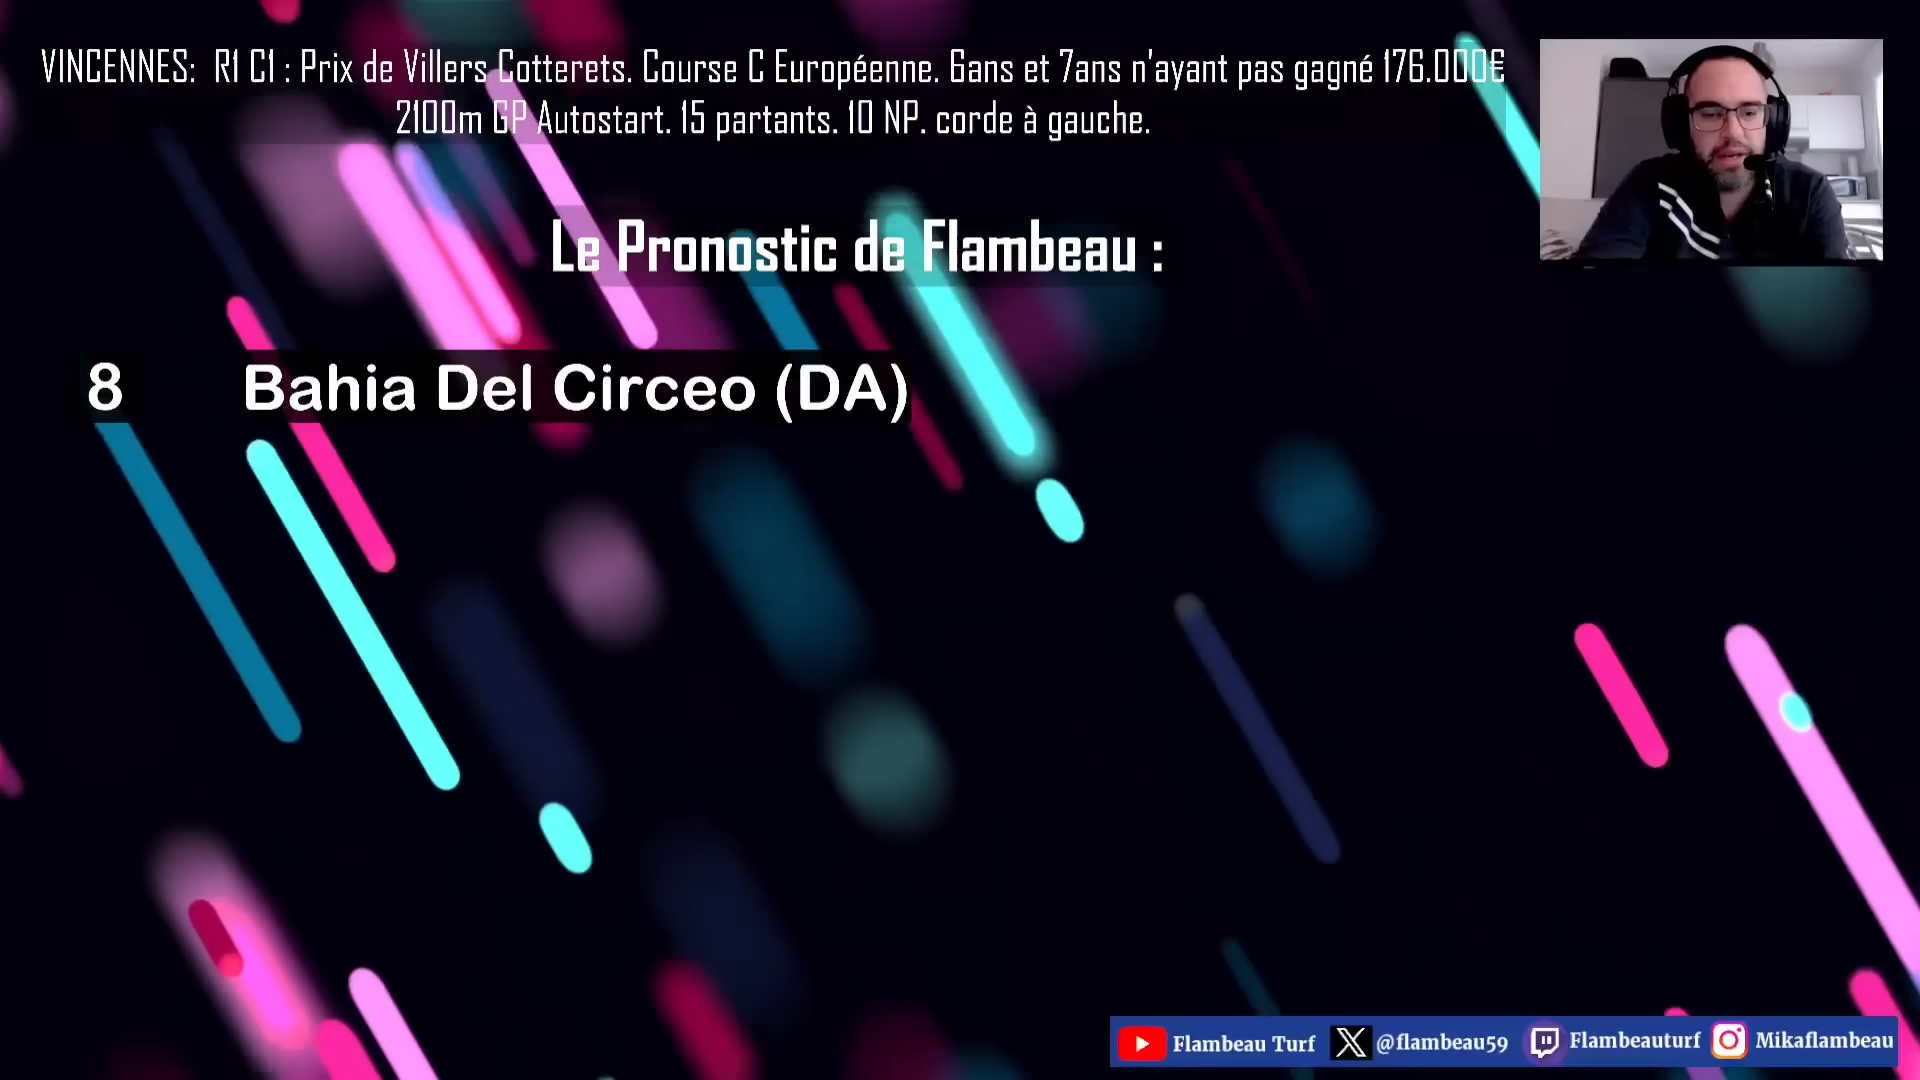 VINCENNES: R1 C1 : Prix de Villers Cotterets. Course C Européenne. 6ans et 7ans n'ayant pas gagné 176.000€
2100m GP Autostart. 15 partants. 10 NP. corde à gauche.
Le Pronostic de Flambeau :
8 Bahia Del Circeo (DA)
Flambeau Turf @flambeau59 Flambeauturf Mikaflambeau